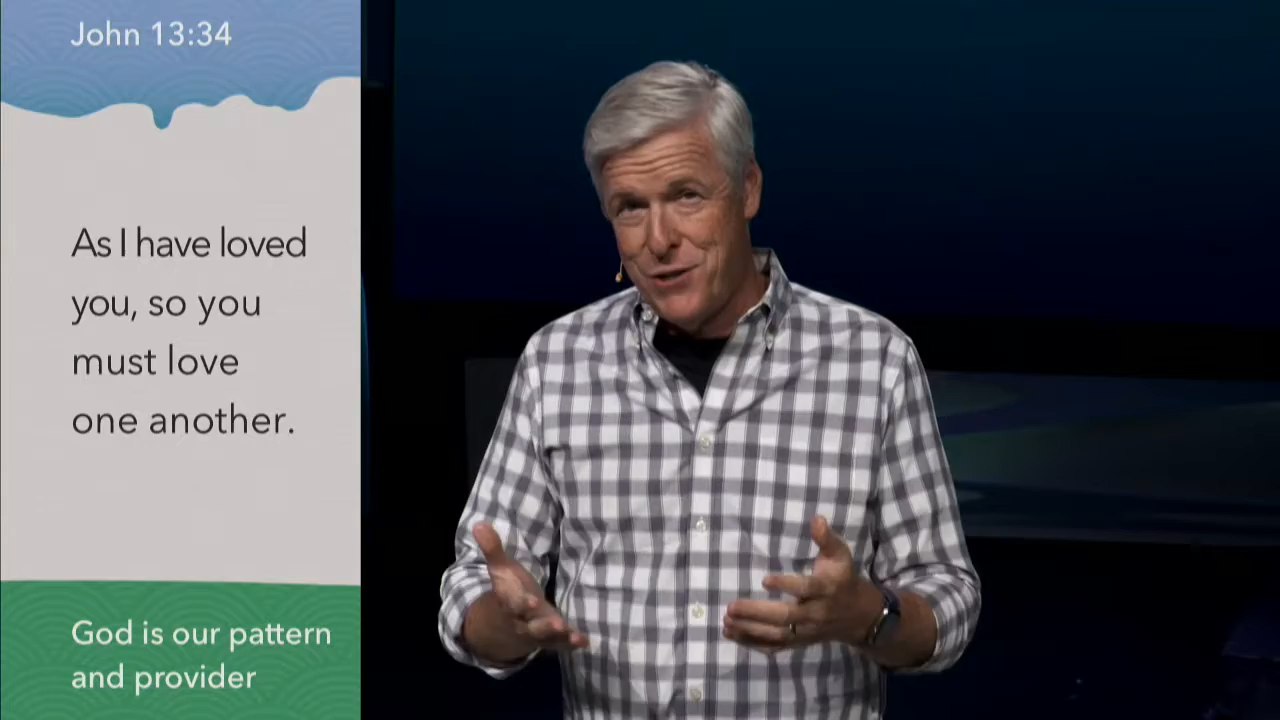 John 13:34
As I have loved
you, so you
must love
one another.
God is our pattern
and provider